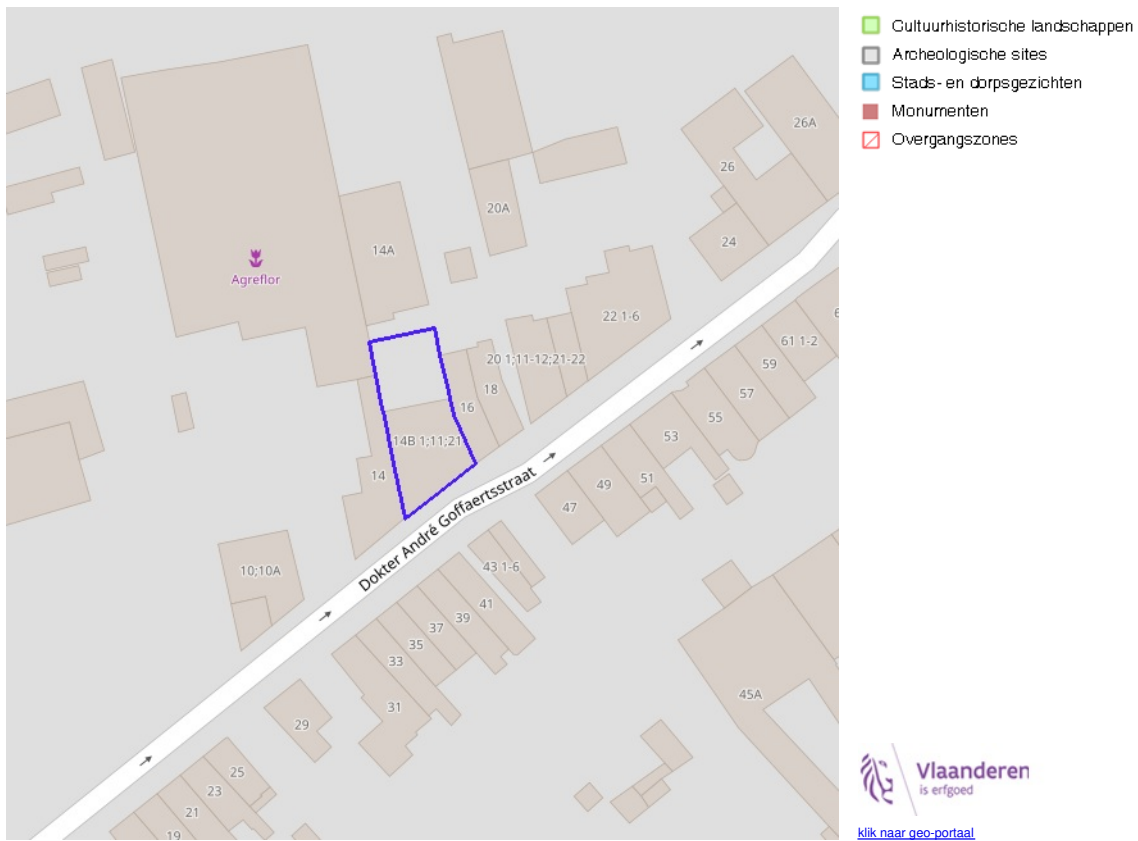 Cultuurhistorische landschappen
Archeologische sites
Stads- en dorpsgezichten
Monumenten
Overgangszones
26A
26
20A
24
14A
Agreflor
22 1-6
61 1-2
20 1;11-12;21-22
59
18
57
16
55
14B 1;11;21
53
14
51
49
47
Dokter André Goffaertsstraat
43 1-6
10;10A
41
39
37
35
33
31
45A
29
25
23
21
19
Vlaanderen
is erfgoed
klik naar geo-portaal